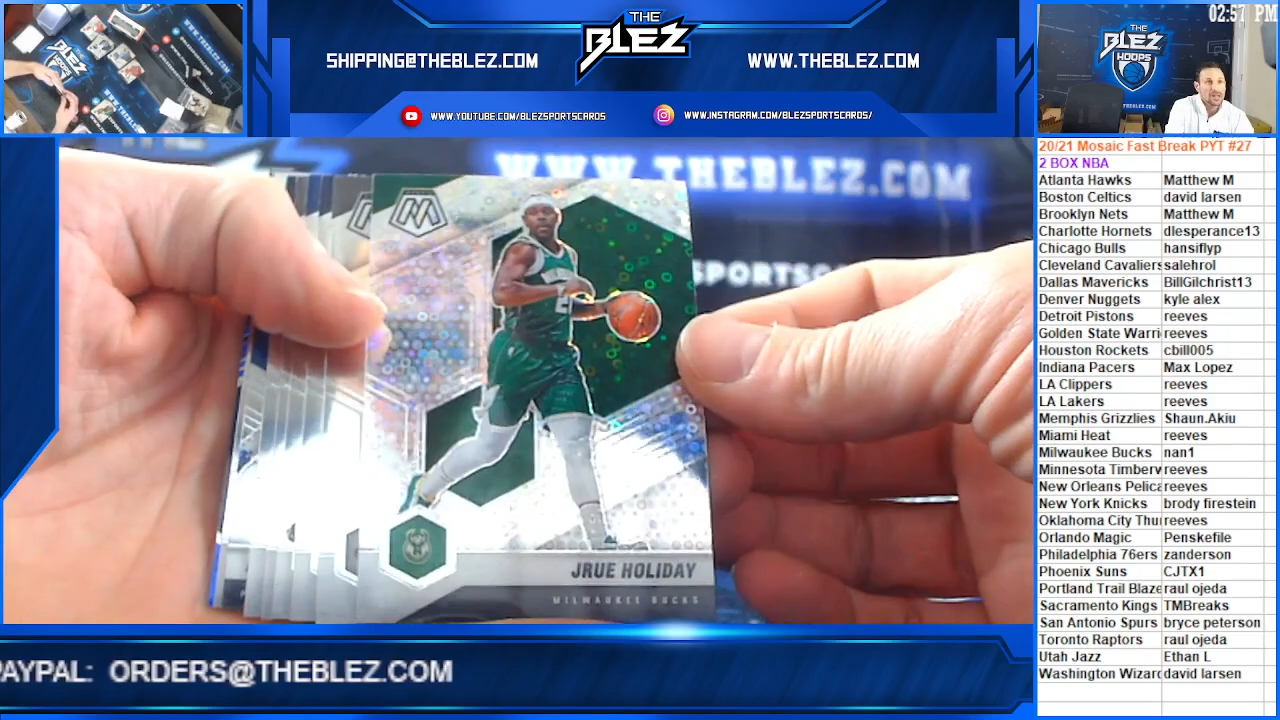 THE
BLEZ
SHIPPING@THEBLEZ.COM
WWW.THEBLEZ.COM
WWW.YOUTUBE.COM/BLEZSPORTSCARDS
WWW.INSTAGRAM.COM/BLEZSPORTSCARDS/
02:57 PM
THE
BLEZ
HOOPS
WWW.THEBLEZ.COM
JRUE HOLIDAY
MILWAUKEE BUCKS
PAYPAL: ORDERS@THEBLEZ.COM
20/21 Mosaic Fast Break PYT #27
2 BOX NBA
Atlanta Hawks Matthew M
Boston Celtics david larsen
Brooklyn Nets Matthew M
Charlotte Hornets dlesperance13
Chicago Bulls hansiflyp
Cleveland Cavaliers salehrol
Dallas Mavericks BillGilchrist13
Denver Nuggets kyle alex
Detroit Pistons reeves
Golden State Warri reeves
Houston Rockets cbill005
Indiana Pacers Max Lopez
LA Clippers reeves
LA Lakers reeves
Memphis Grizzlies Shaun.Akiu
Miami Heat reeves
Milwaukee Bucks nan1
Minnesota Timberw reeves
New Orleans Pelica reeves
New York Knicks brody firestein
Oklahoma City Thu reeves
Orlando Magic Penskefile
Philadelphia 76ers zanderson
Phoenix Suns CJTX1
Portland Trail Blaze raul ojeda
Sacramento Kings TMBreaks
San Antonio Spurs bryce peterson
Toronto Raptors raul ojeda
Utah Jazz Ethan L
Washington Wizard david larsen